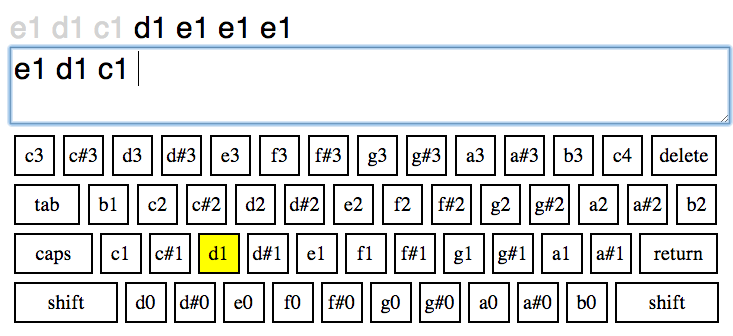 e1 d1 c1 d1 e1 e1 e1
e1 d1 c1
c3 c#3 d3 d#3 e3 f3 f#3 g3 g#3 a3 a#3 b3 c4 delete
tab b1 c2 c#2 d2 d#2 e2 f2 f#2 g2 g#2 a2 a#2 b2
caps c1 c#1 d1 d#1 e1 f1 f#1 g1 g#1 a1 a#1 return
shift d0 d#0 e0 f0 f#0 g0 g#0 a0 a#0 b0 shift